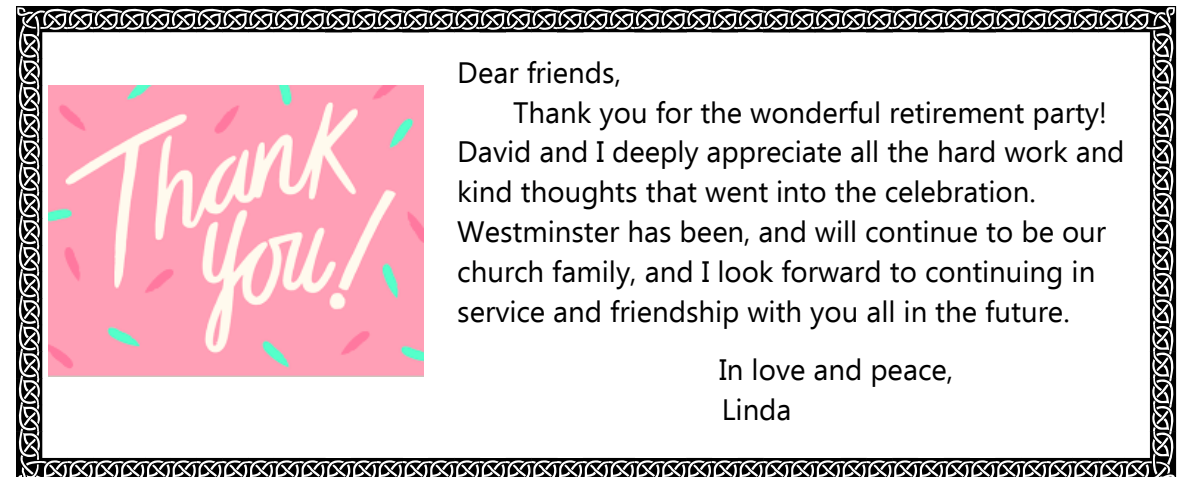 Thank
you!
Dear friends,
Thank you for the wonderful retirement party!
David and I deeply appreciate all the hard work and
kind thoughts that went into the celebration.
Westminster has been, and will continue to be our
church family, and I look forward to continuing in
service and friendship with you all in the future.
In love and peace,
Linda